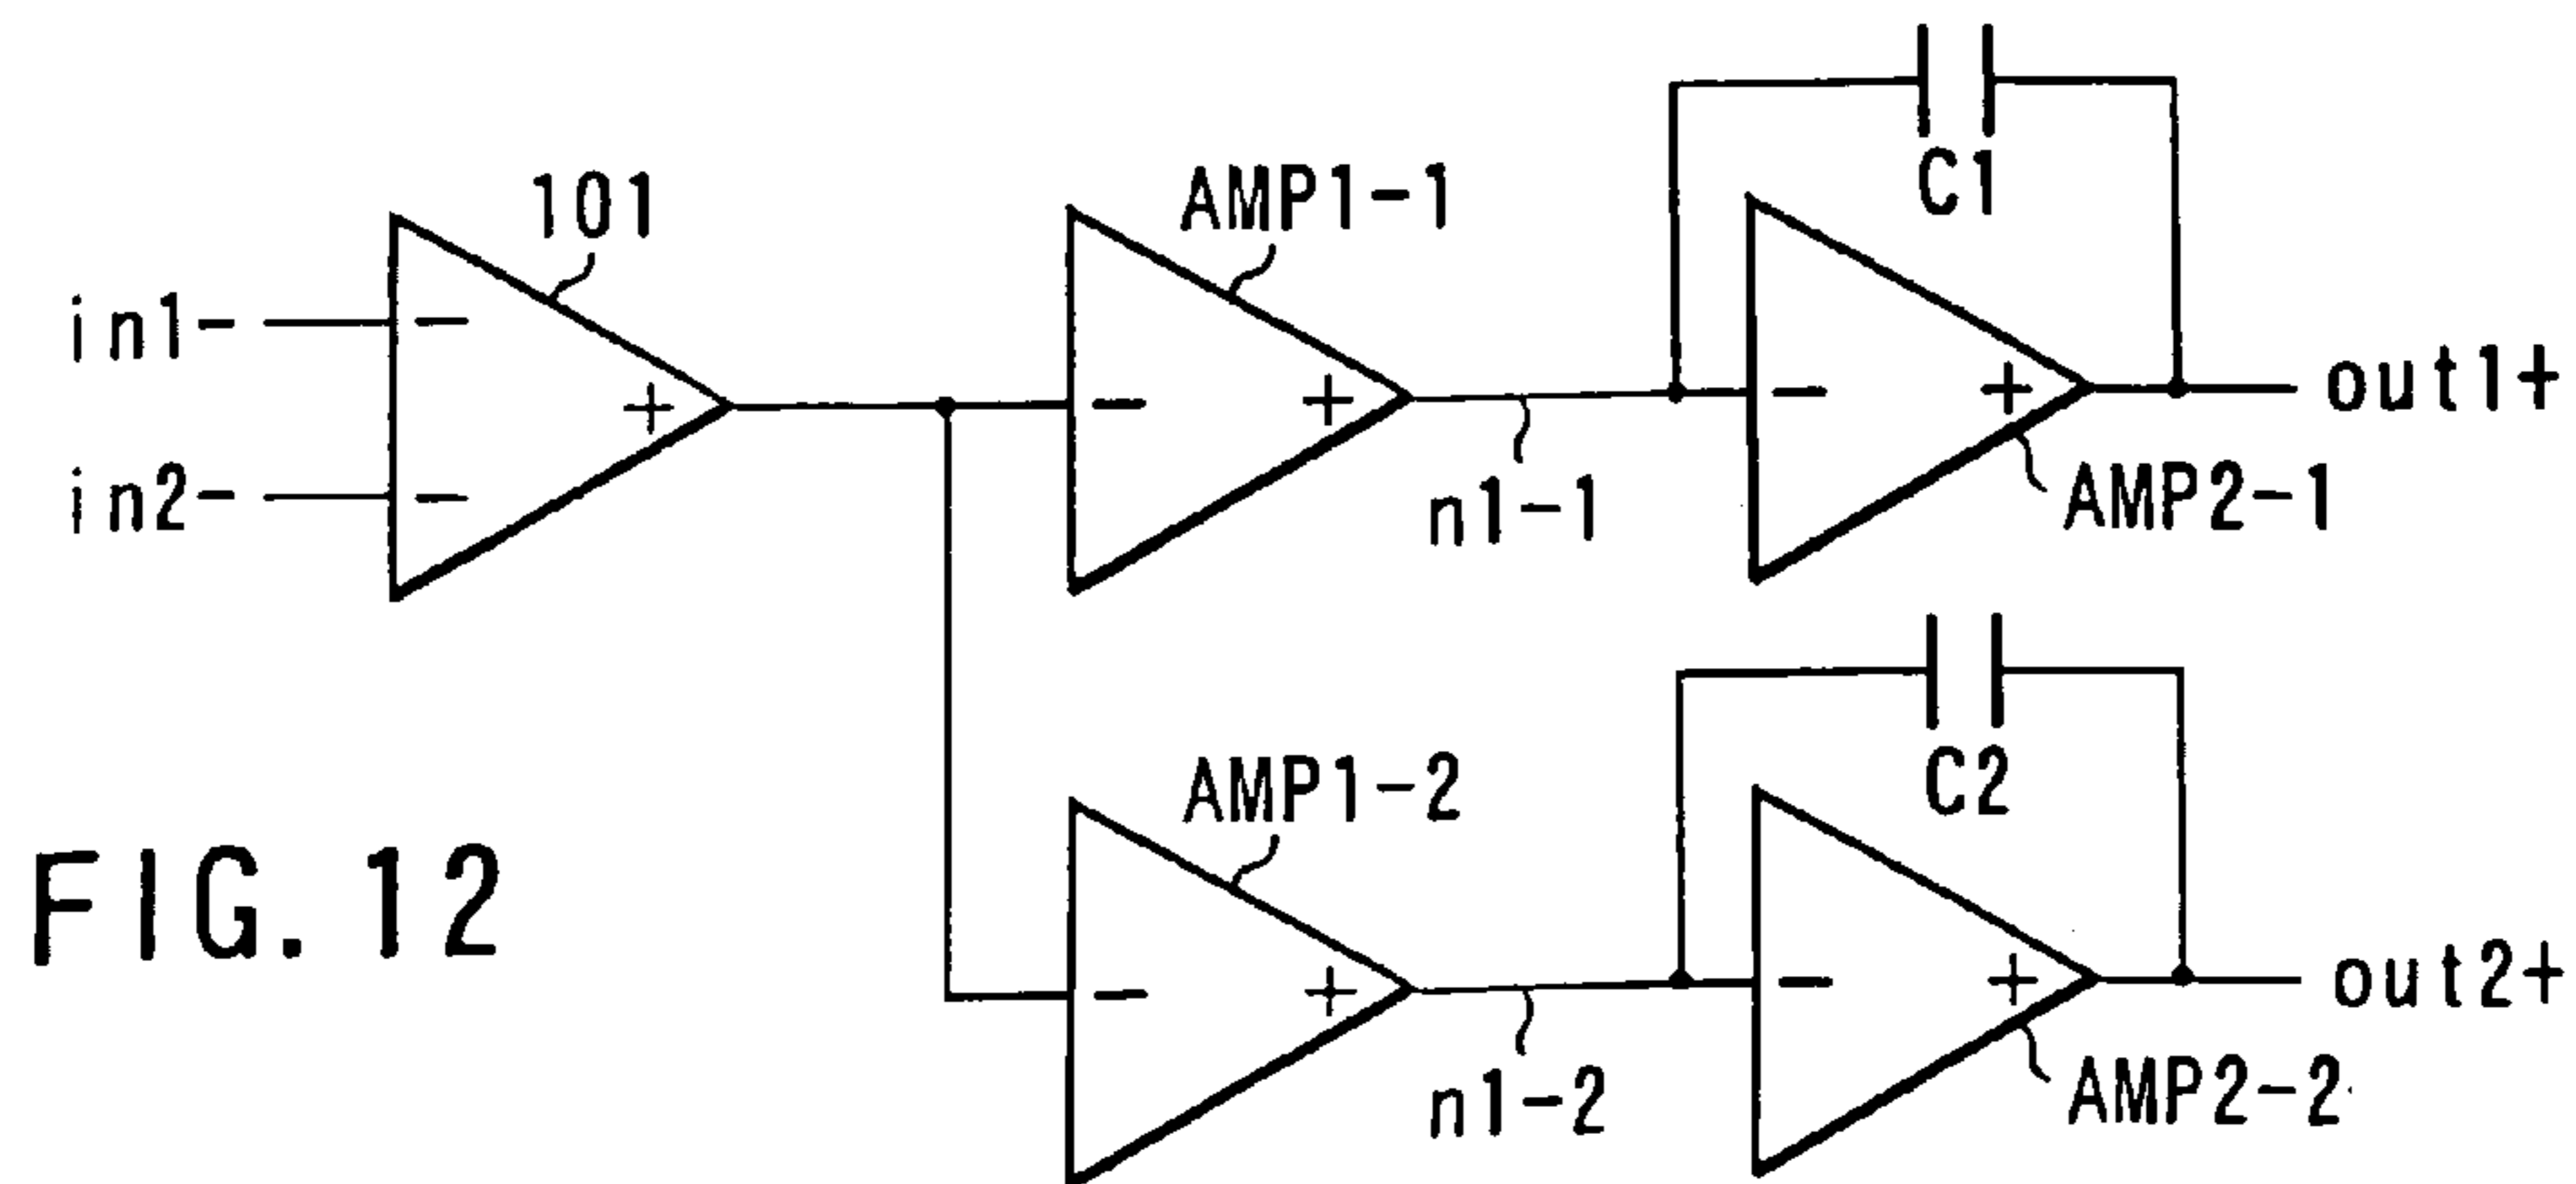 C1
101
AMP1-1
in1-
− + − + − +
out1+
in2-
−
n1-1
AMP2-1
C2
AMP1-2
FIG.12
− + − +
out2+
n1-2
AMP2-2